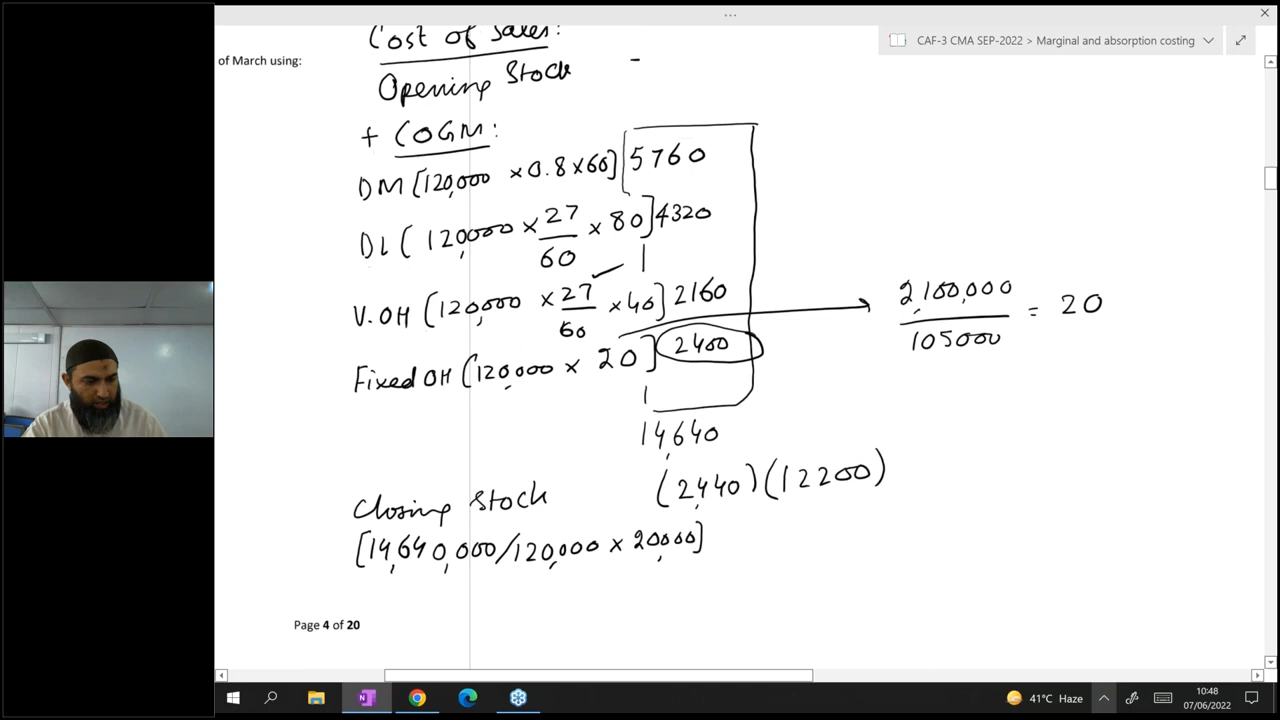 CAF-3 CMA SEP-2022 > Marginal and absorption costing
Cost of Sales:
of March using:
Opening Stock -
+ COGM:
DM [120,000 × 0.8 × 60] 5760
DL ( 120,000 × 27/60 × 80] 4320
V.OH [120,000 × 27/60 × 40] 2160
Fixed OH (120,000 × 20] 2400
2,100,000/105000 = 20
14,640
(2,440) (12200)
Closing Stock
[14,640,000/120,000 × 20,000]
Page 4 of 20
41°C Haze
10:48
07/06/2022